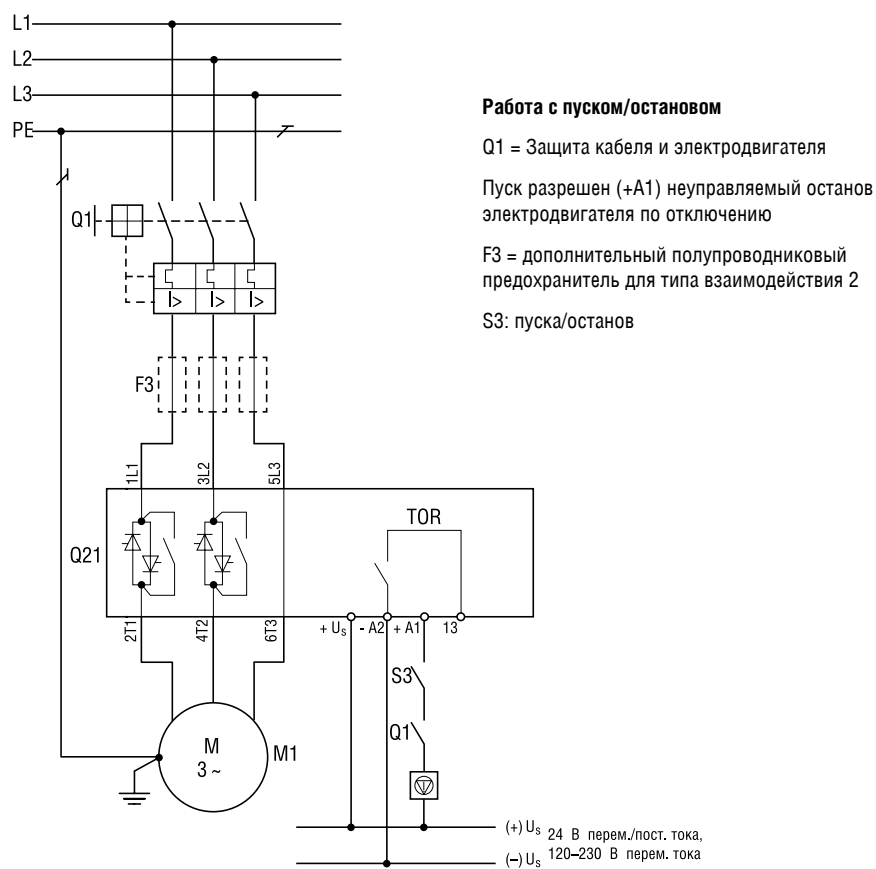 L1
L2
L3
PE
Работа с пуском/остановом
Q1 = Защита кабеля и электродвигателя
Пуск разрешен (+A1) неуправляемый останов
электродвигателя по отключению
F3 = дополнительный полупроводниковый
предохранитель для типа взаимодействия 2
S3: пуска/останов
Q1
I> I> I>
F3
1L1 3L2 5L3
TOR
Q21
2T1 4T2 6T3
+ Us - A2 + A1 13
S3
Q1
M
3 ~
M1
(+) Us 24 В перем./пост. тока,
(–) Us 120–230 В перем. тока